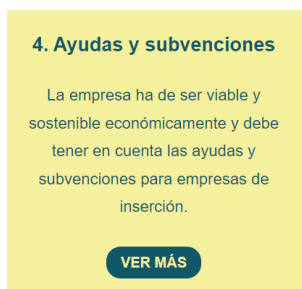 4. Ayudas y subvenciones
La empresa ha de ser viable y
sostenible económicamente y debe
tener en cuenta las ayudas y
subvenciones para empresas de
inserción.
VER MÁS